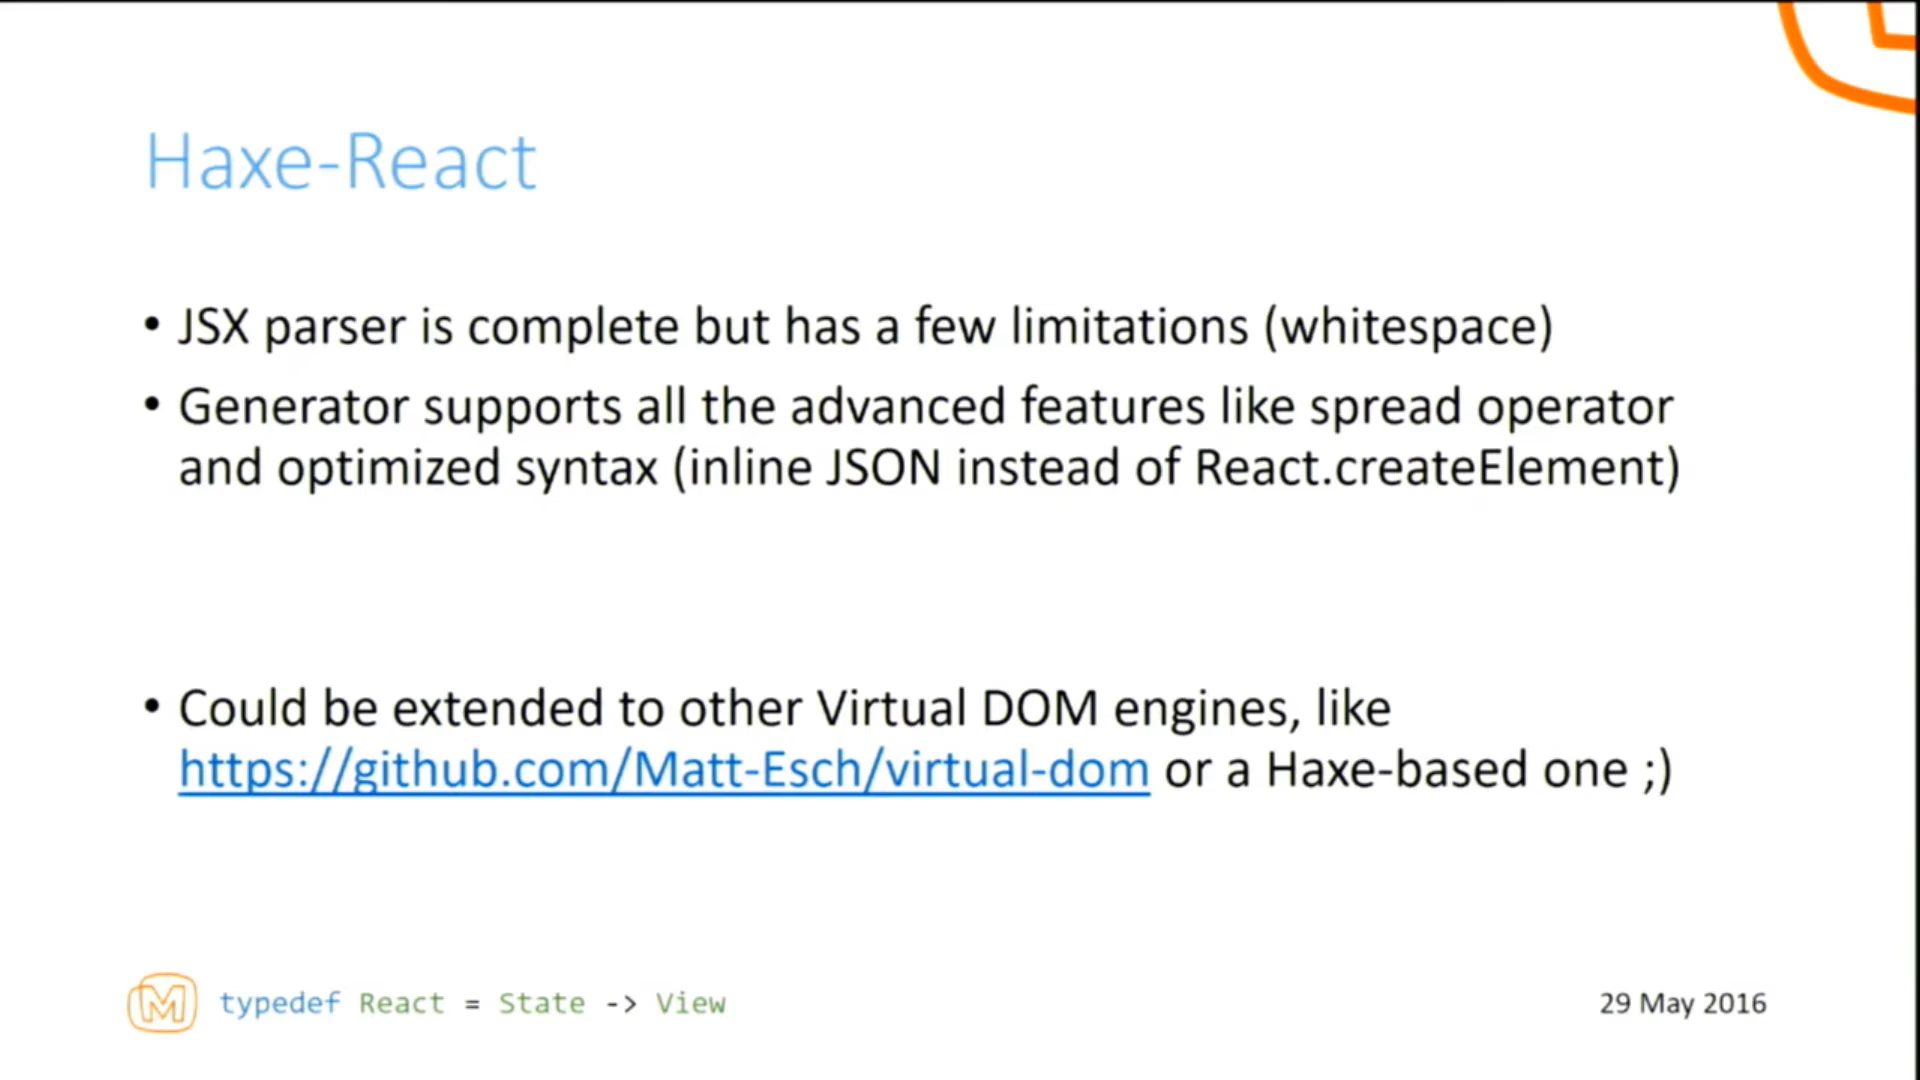 Haxe-React
• JSX parser is complete but has a few limitations (whitespace)
• Generator supports all the advanced features like spread operator
and optimized syntax (inline JSON instead of React.createElement)
• Could be extended to other Virtual DOM engines, like
https://github.com/Matt-Esch/virtual-dom or a Haxe-based one ;)
M typedef React = State -> View
29 May 2016